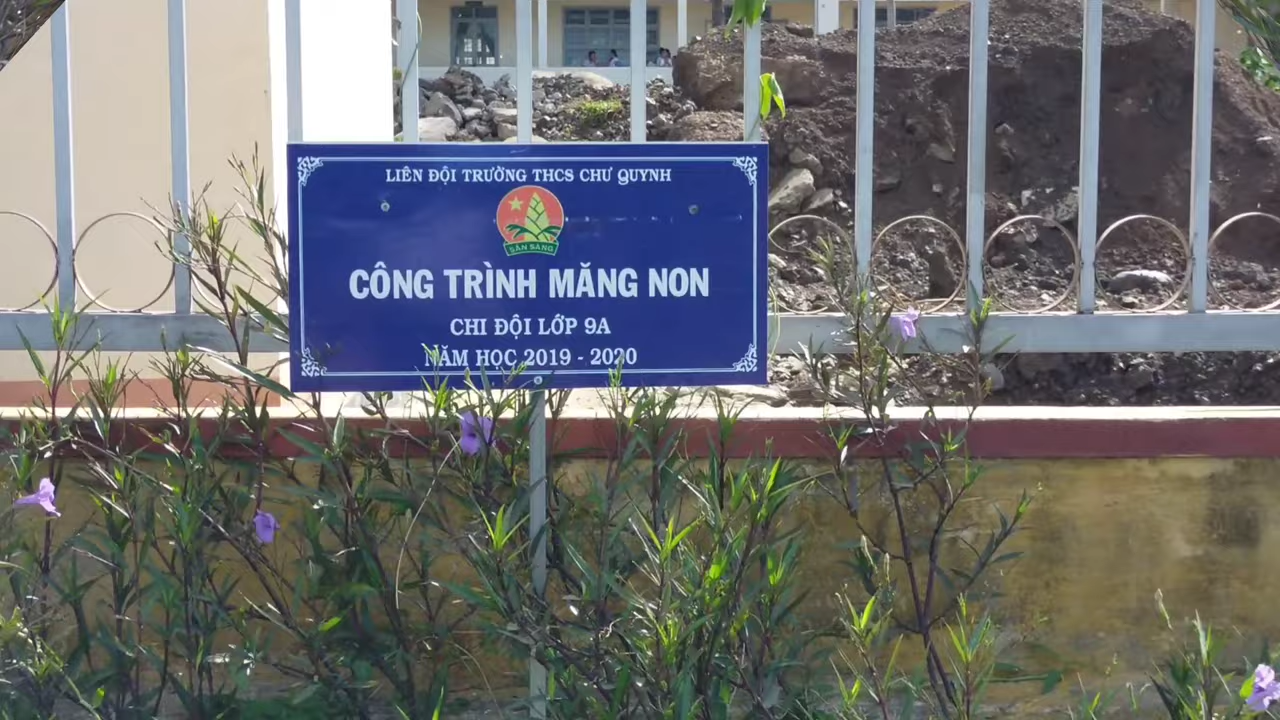 LIÊN ĐỘI TRƯỜNG THCS CHƯ QUYNH
SẴN SÀNG
CÔNG TRÌNH MĂNG NON
CHI ĐỘI LỚP 9A
NĂM HỌC 2019 - 2020